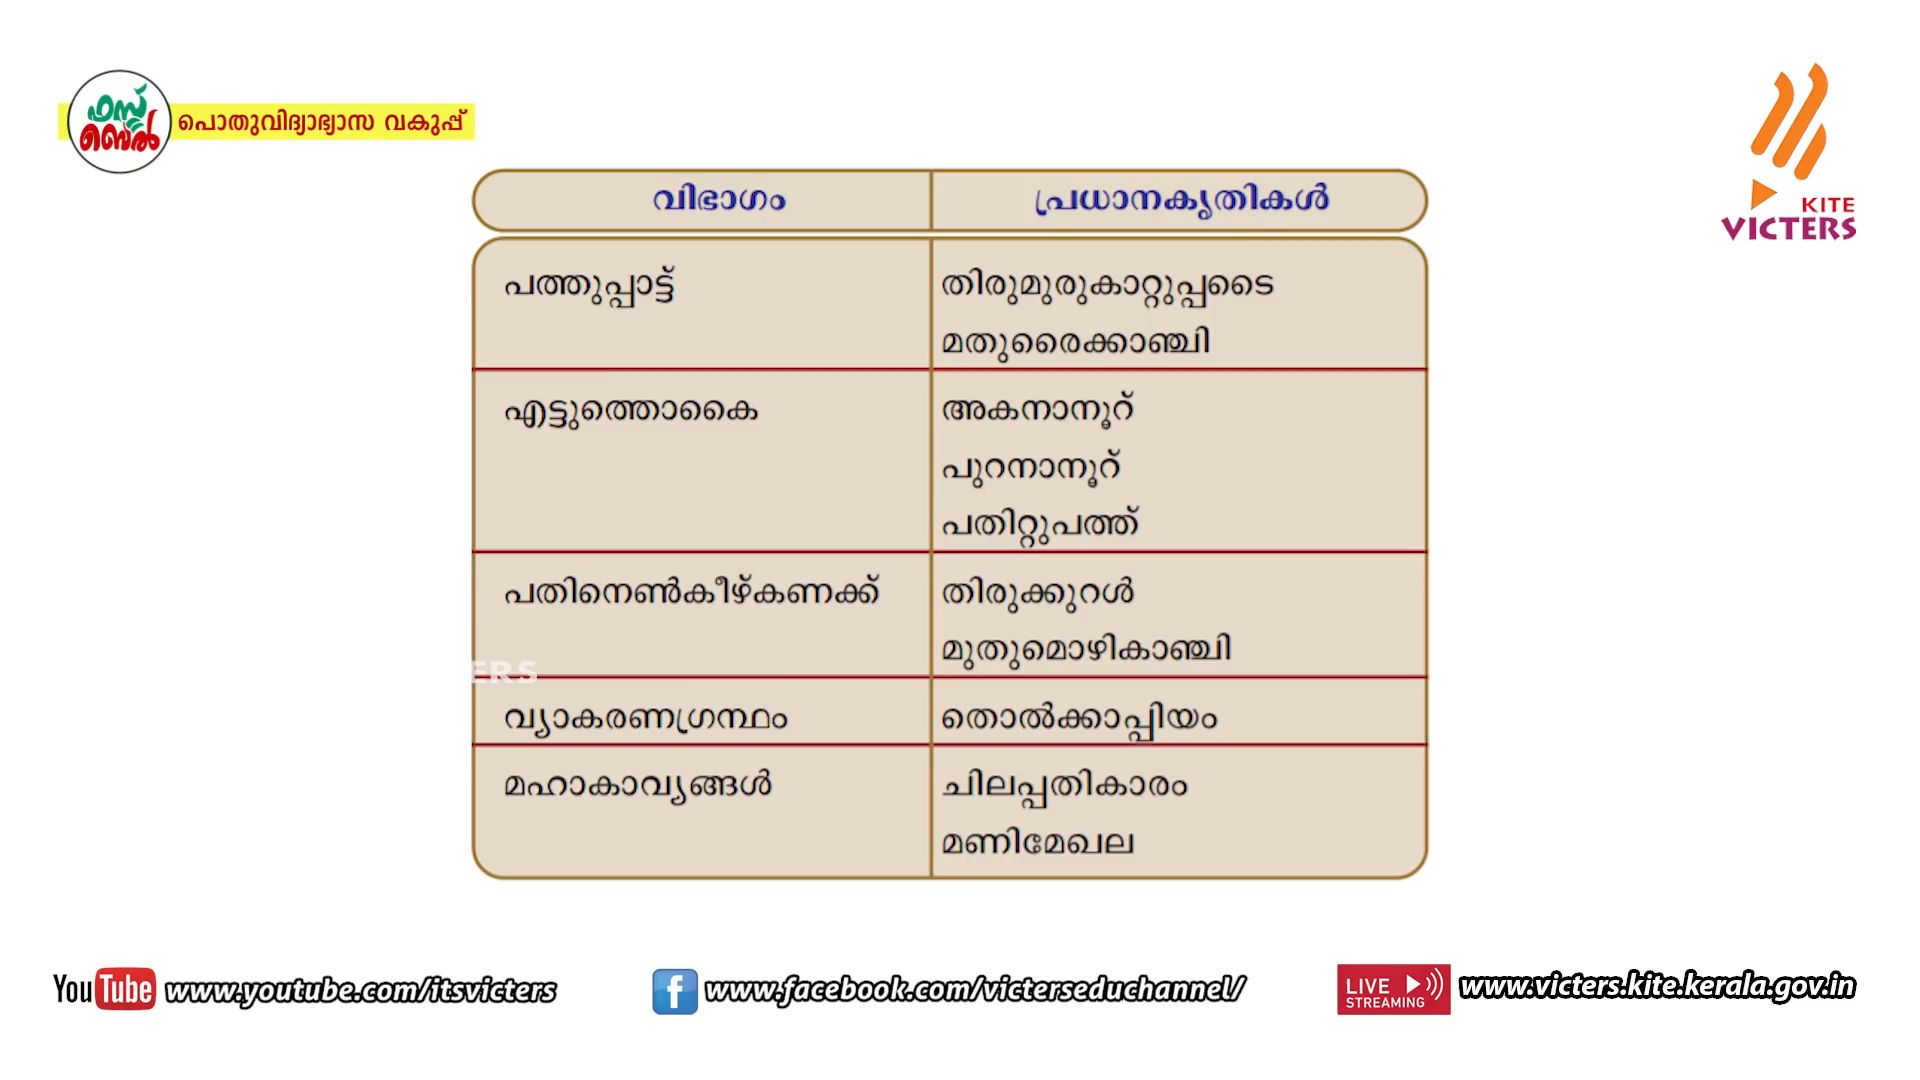 ഫസ്റ്റ്
ബെൽ
പൊതുവിദ്യാഭ്യാസ വകുപ്പ്
KITE
VICTERS
വിഭാഗം പ്രധാനകൃതികൾ
പത്തുപ്പാട്ട് തിരുമുരുകാറ്റുപ്പടൈ
മതുരൈക്കാഞ്ചി
എട്ടുത്തൊകൈ അകനാനൂറ്
പുറനാനൂറ്
പതിറ്റുപത്ത്
പതിനെൺകീഴ്കണക്ക് തിരുക്കുറൾ
മുതുമൊഴികാഞ്ചി
ERS
വ്യാകരണഗ്രന്ഥം തൊൽക്കാപ്പിയം
മഹാകാവ്യങ്ങൾ ചിലപ്പതികാരം
മണിമേഖല
YouTube www.youtube.com/itsvicters
f www.facebook.com/victerseduchannel/
LIVE STREAMING www.victers.kite.kerala.gov.in